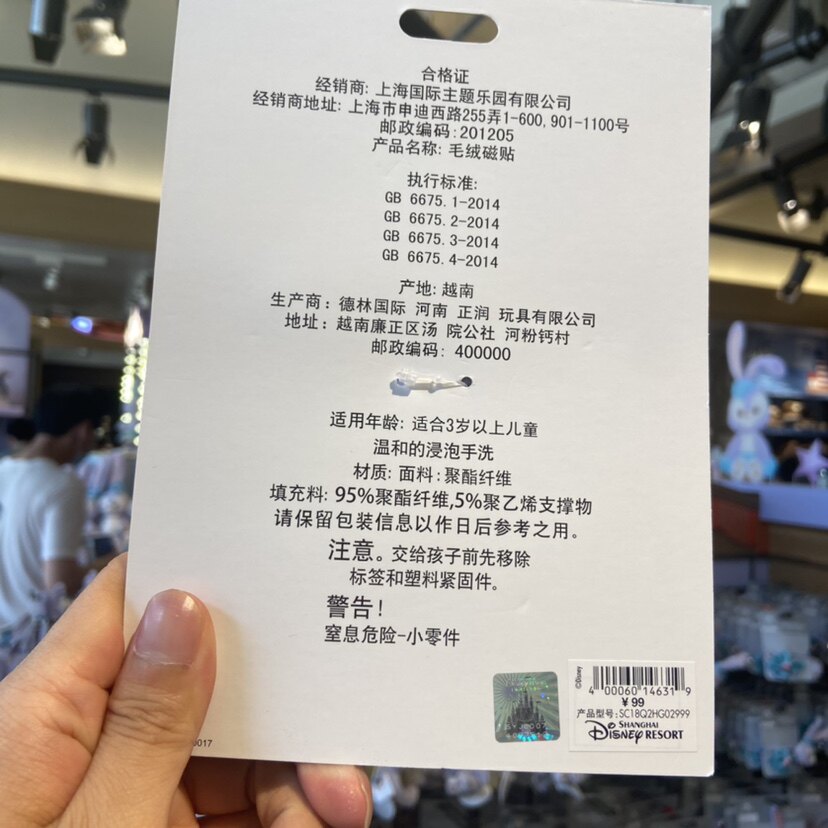 合格证
经销商: 上海国际主题乐园有限公司
经销商地址: 上海市申迪西路255弄1-600,901-1100号
邮政编码:201205
产品名称: 毛绒磁贴
执行标准:
GB 6675.1-2014
GB 6675.2-2014
GB 6675.3-2014
GB 6675.4-2014
产地: 越南
生产商: 德林国际 河南 正润 玩具有限公司
地址: 越南廉正区汤 院公社 河粉钙村
邮政编码: 400000
适用年龄: 适合3岁以上儿童
温和的浸泡手洗
材质: 面料:聚酯纤维
填充料: 95%聚酯纤维,5%聚乙烯支撑物
请保留包装信息以作日后参考之用。
注意。交给孩子前先移除
标签和塑料紧固件。
警告!
窒息危险-小零件
©Disney
4 00060 14631 9
¥99
产品型号:SC18Q2HG02999
SHANGHAI
Disney RESORT
0017